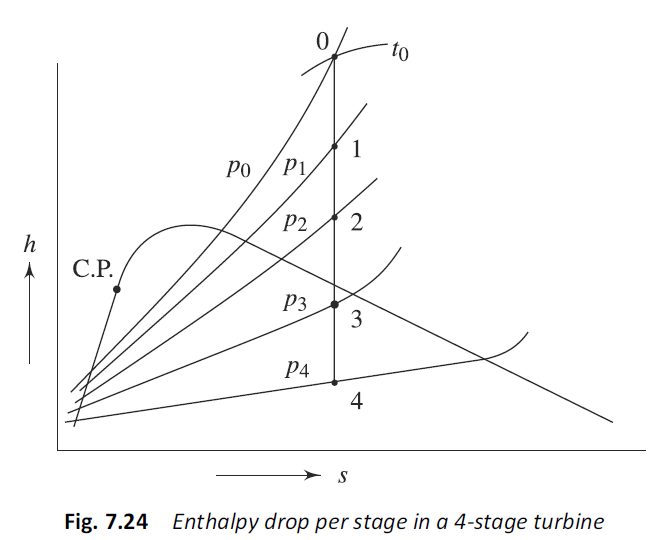 0
t0
1
p0
p1
p2
2
h
C.P.
p3
3
p4
4
s
Fig. 7.24 Enthalpy drop per stage in a 4-stage turbine